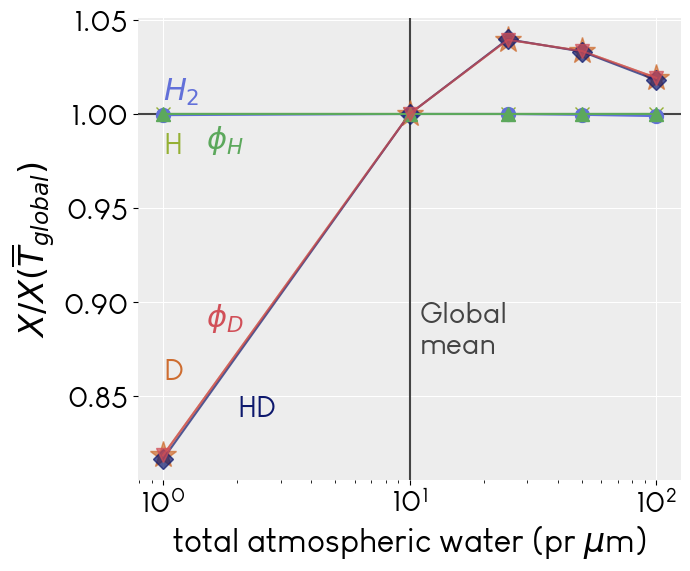 1.05
H₂
1.00
H
ϕ_H
0.95
X/X(T̿_global)
0.90
Global
mean
ϕ_D
D
0.85
HD
10⁰
10¹
10²
total atmospheric water (pr μm)